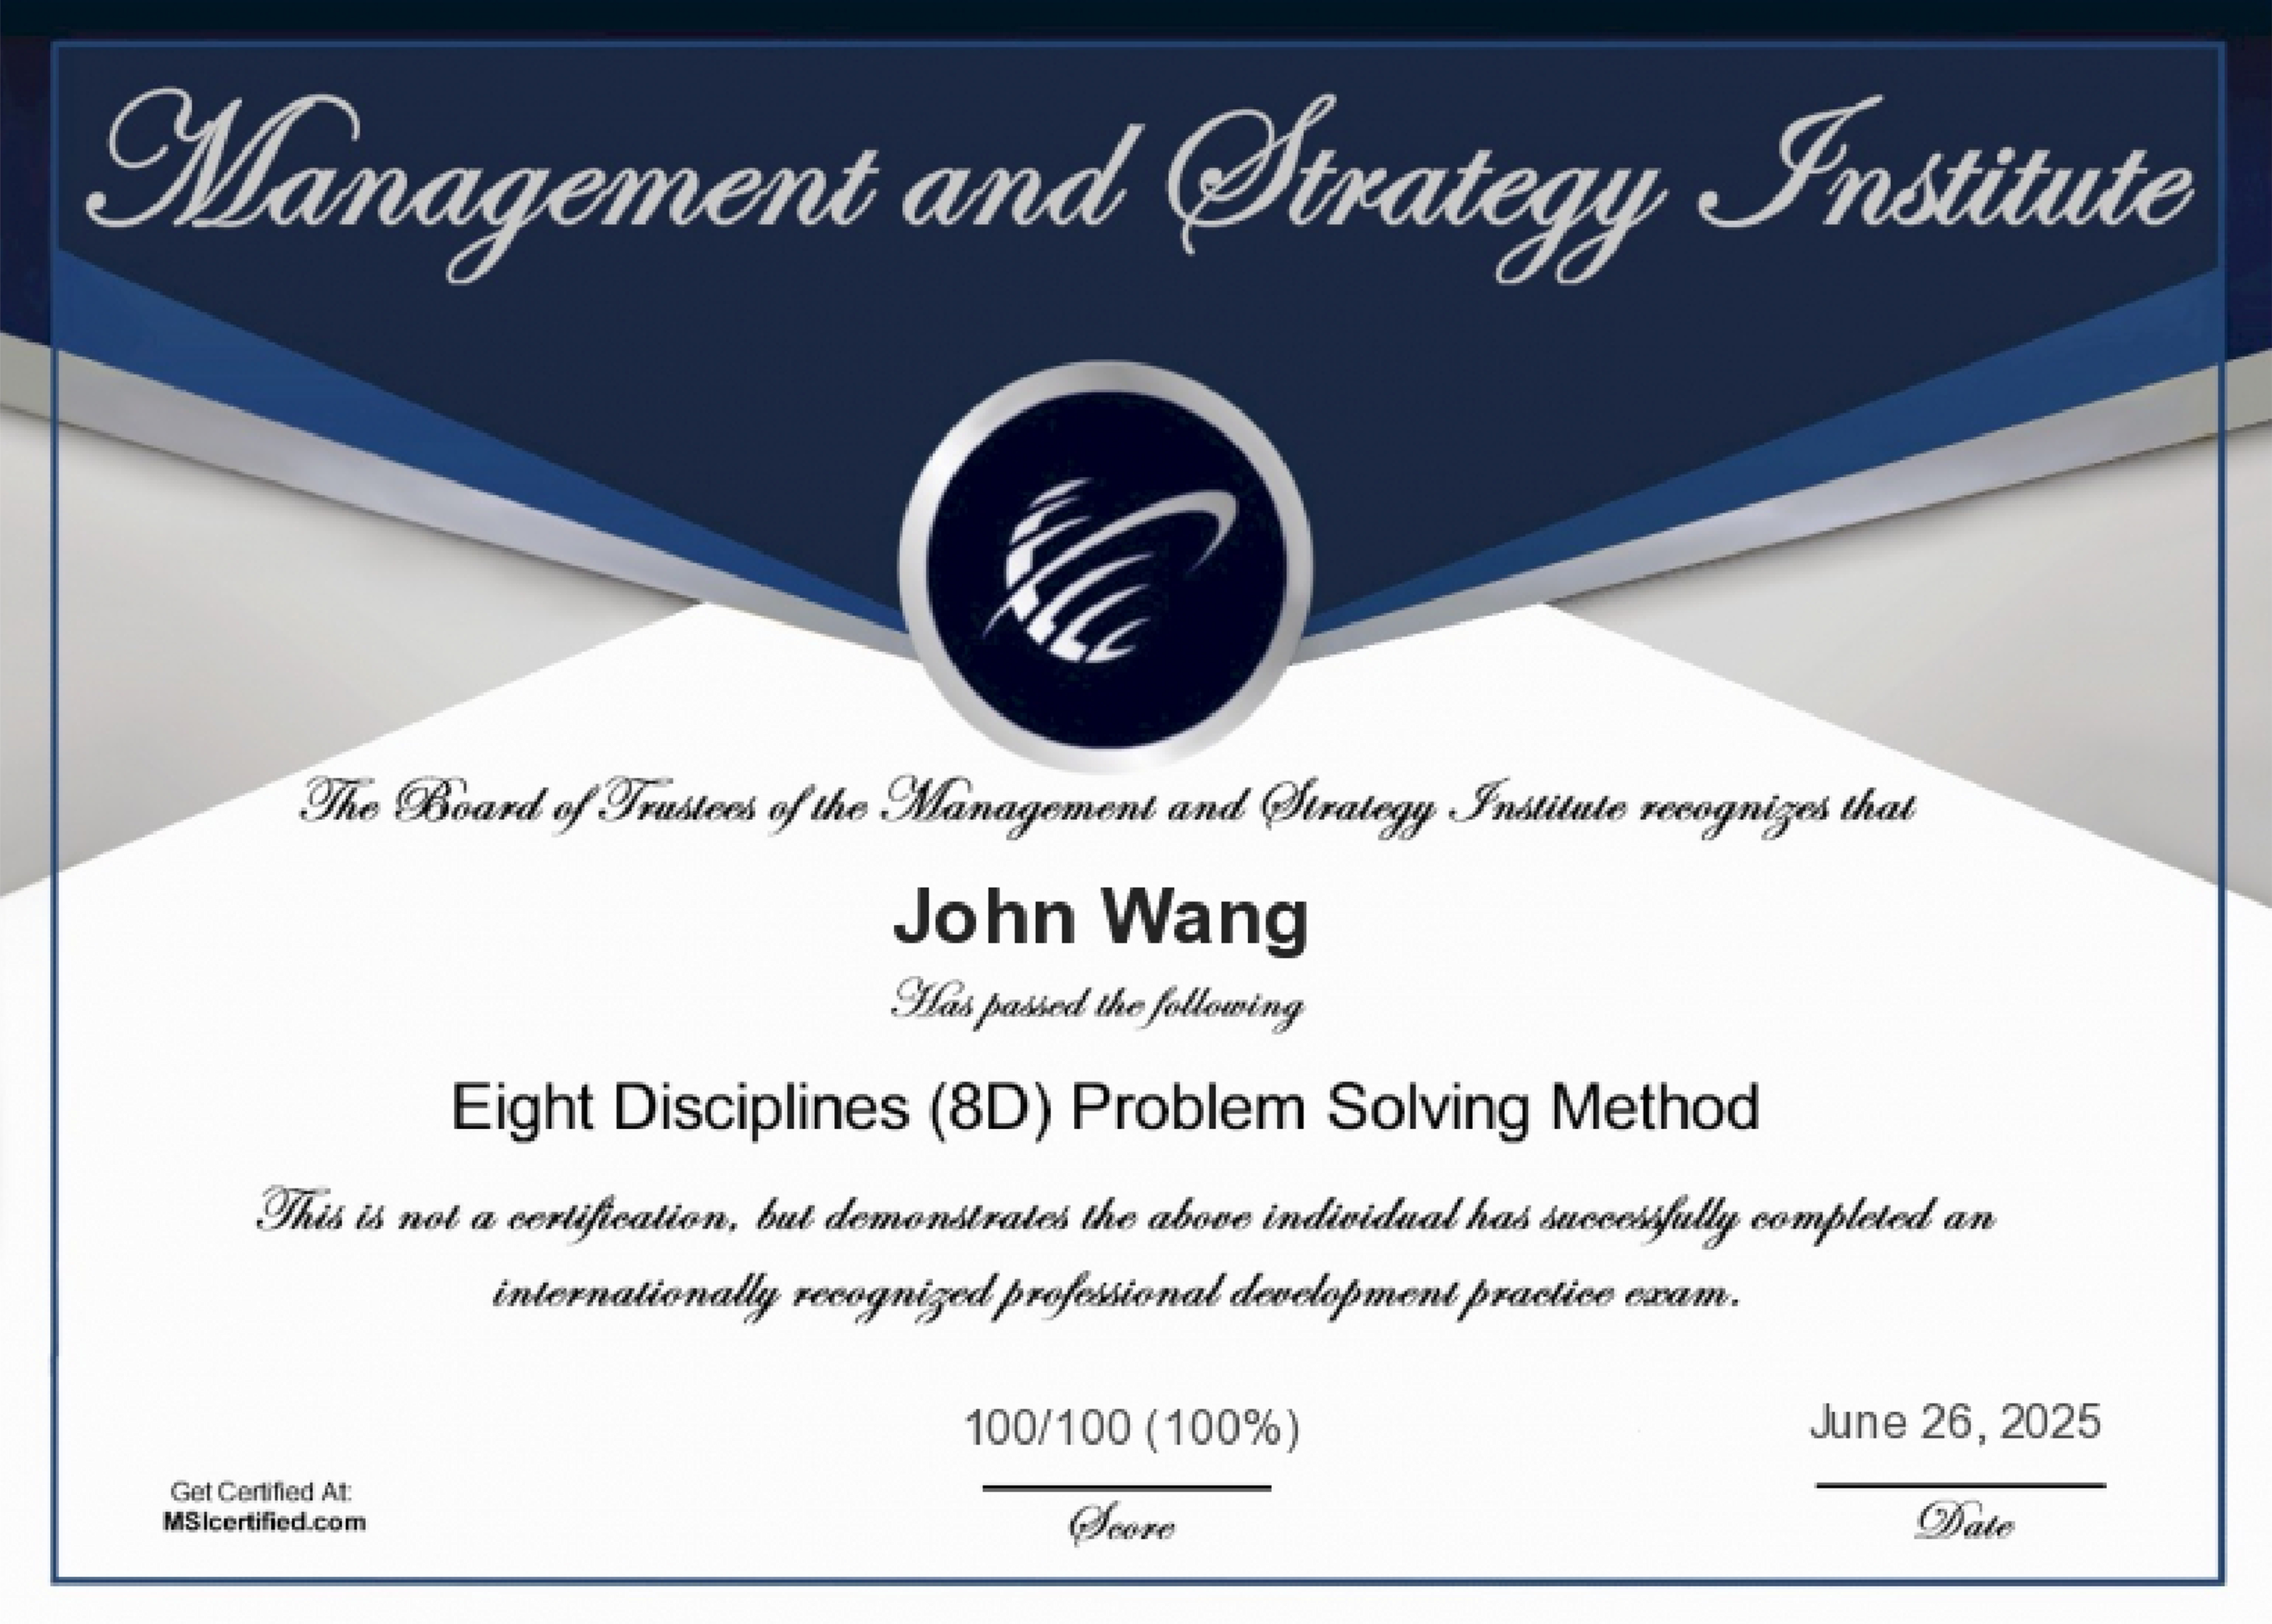 Management and Strategy Institute
The Board of Trustees of the Management and Strategy Institute recognizes that
John Wang
Has passed the following
Eight Disciplines (8D) Problem Solving Method
This is not a certification, but demonstrates the above individual has successfully completed an
internationally recognized professional development practice exam.
100/100 (100%)
June 26, 2025
Get Certified At:
MSIcertified.com
Score
Date